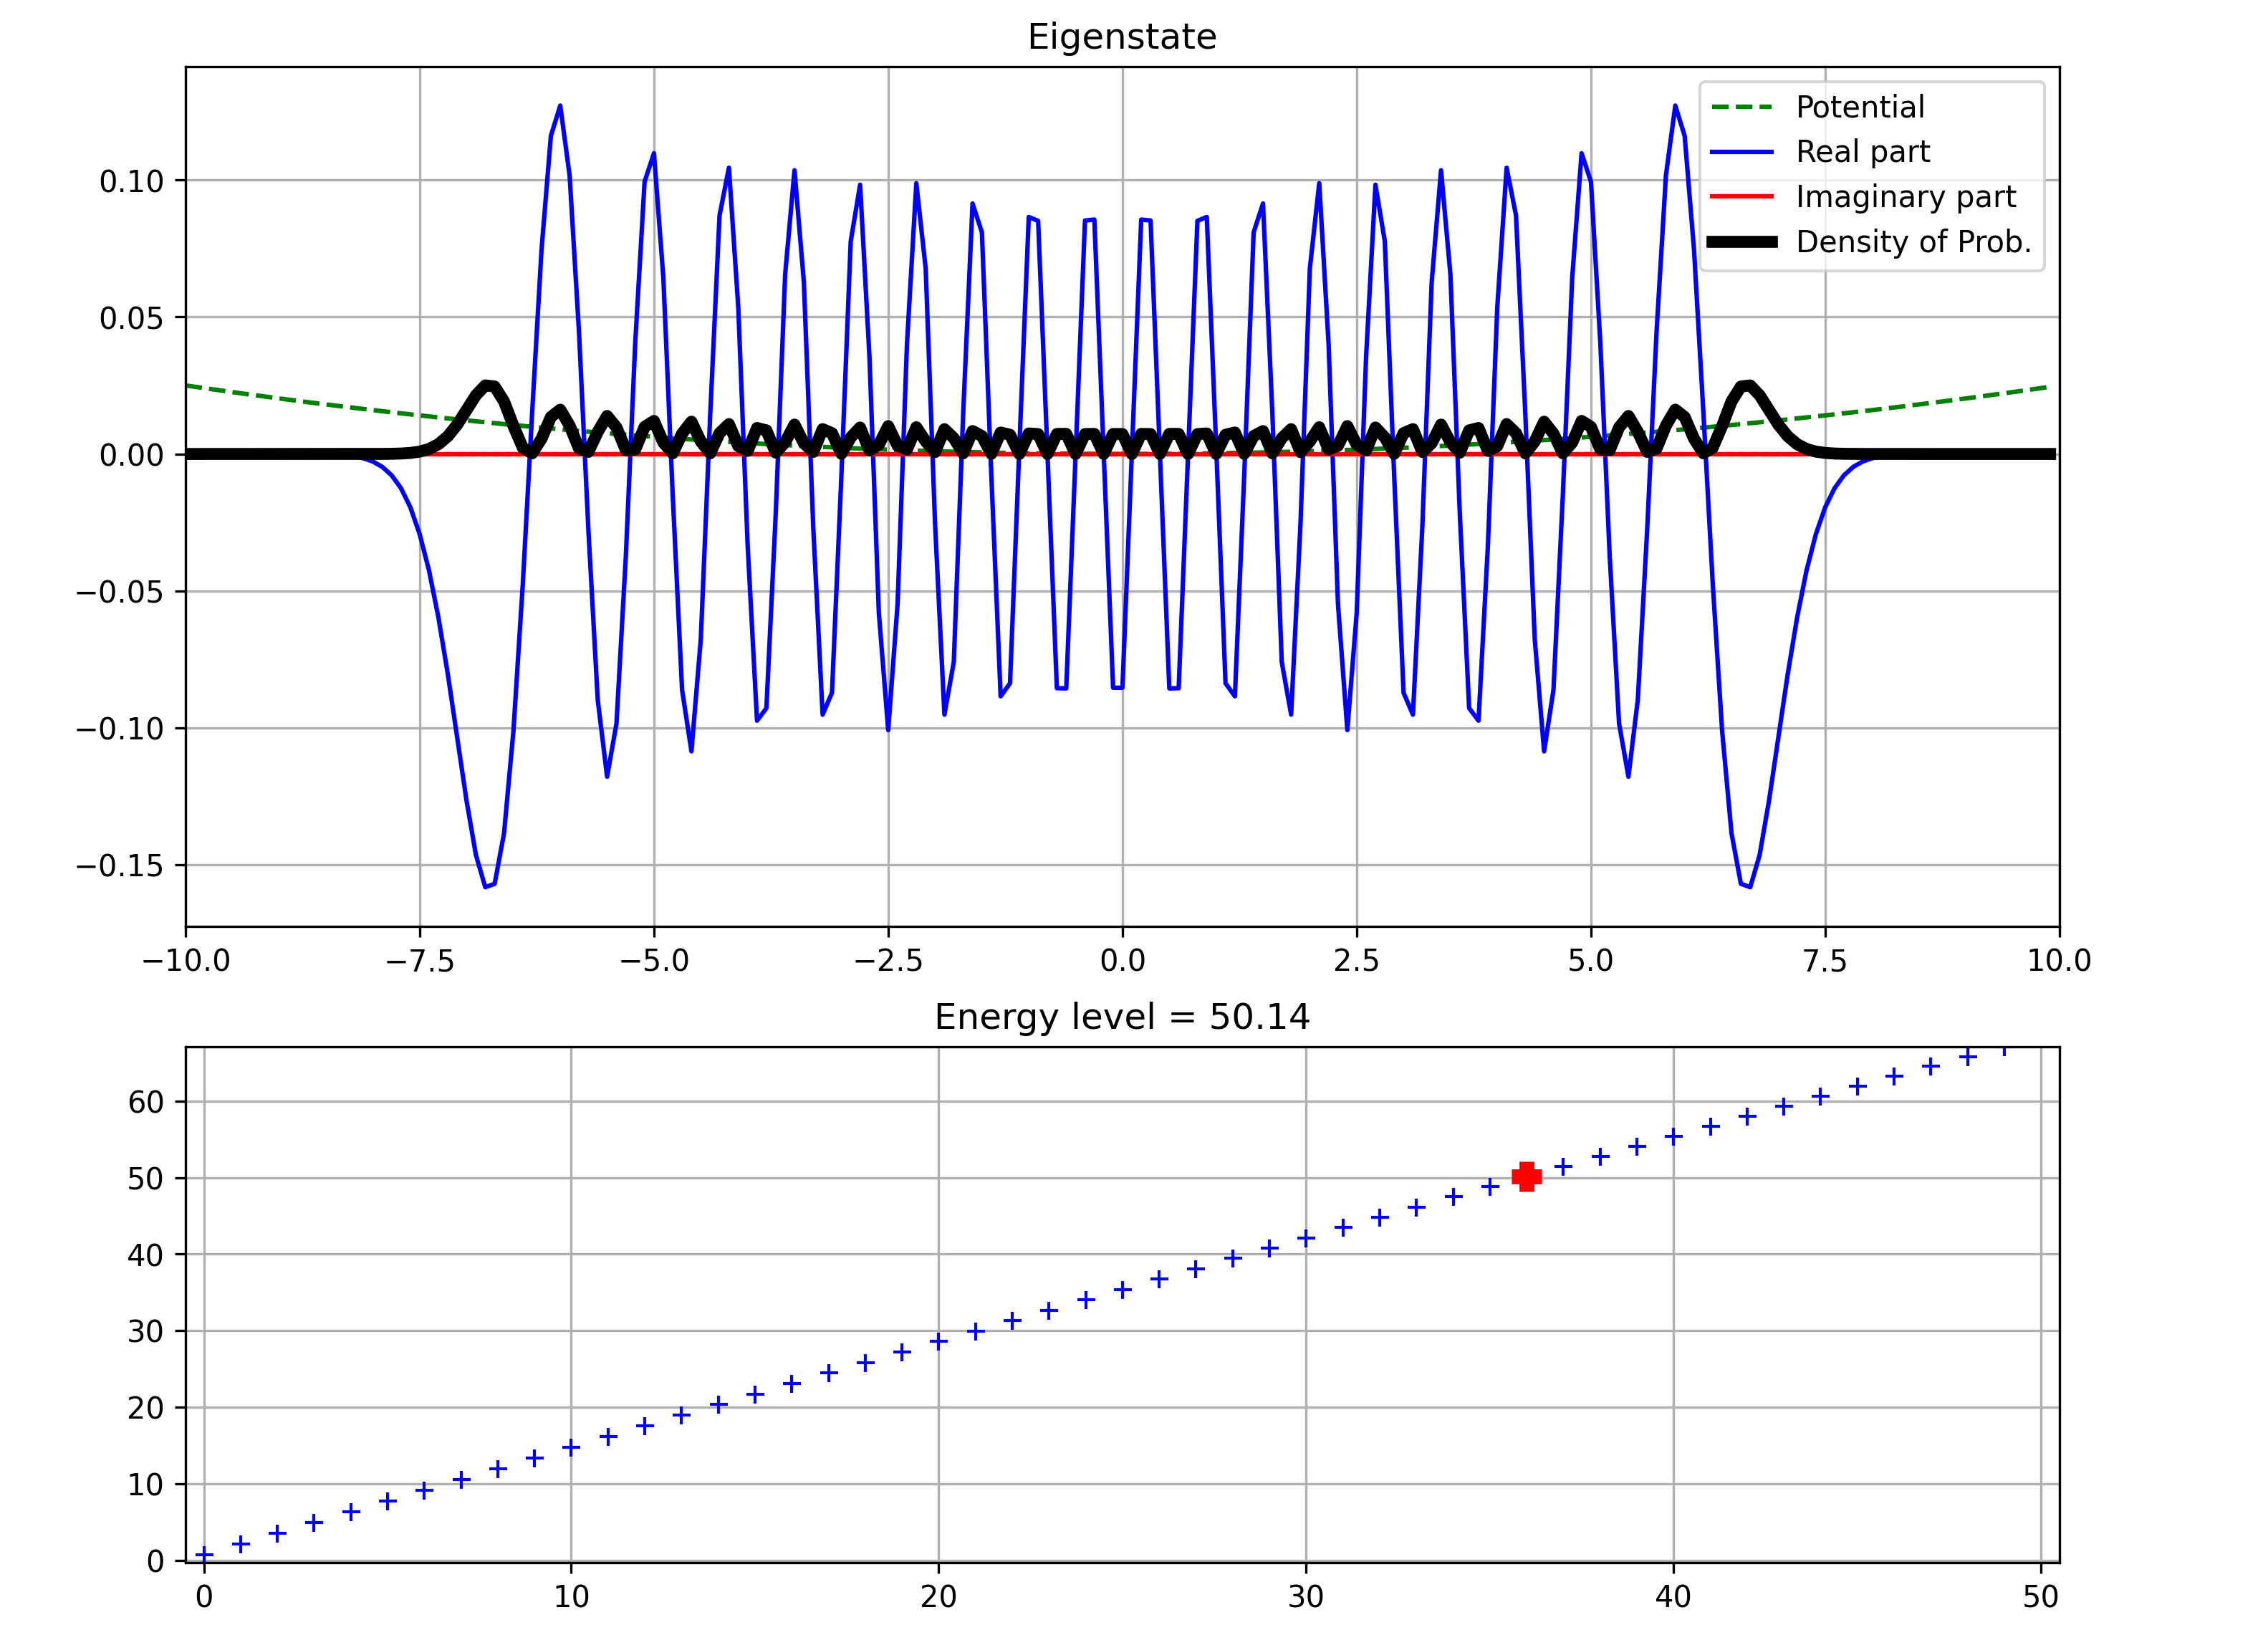 Eigenstate
Potential
Real part
Imaginary part
Density of Prob.
0.10
0.05
0.00
−0.05
−0.10
−0.15
−10.0 −7.5 −5.0 −2.5 0.0 2.5 5.0 7.5 10.0
Energy level = 50.14
60
50
40
30
20
10
0
0 10 20 30 40 50